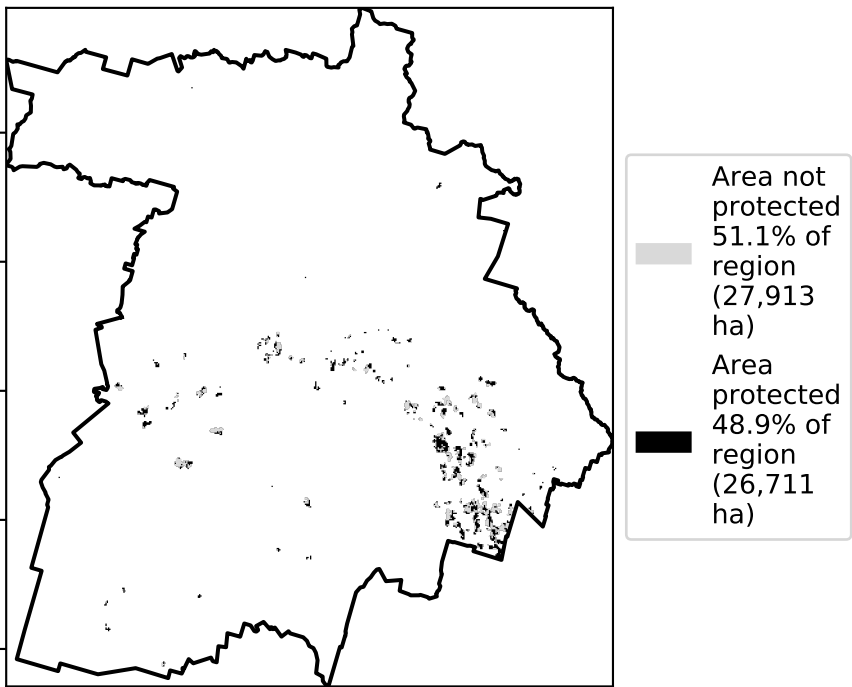 Area not
protected
51.1% of
region
(27,913
ha)
Area
protected
48.9% of
region
(26,711
ha)